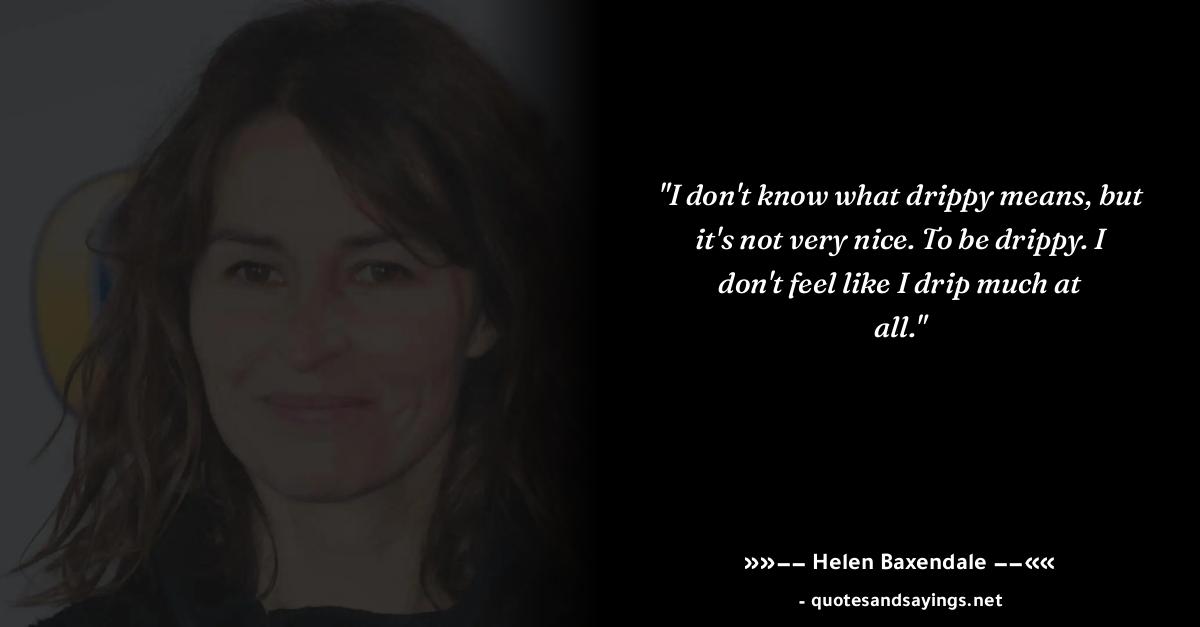 "I don't know what drippy means, but
it's not very nice. To be drippy. I
don't feel like I drip much at
all."
»»–– Helen Baxendale ––««
- quotesandsayings.net